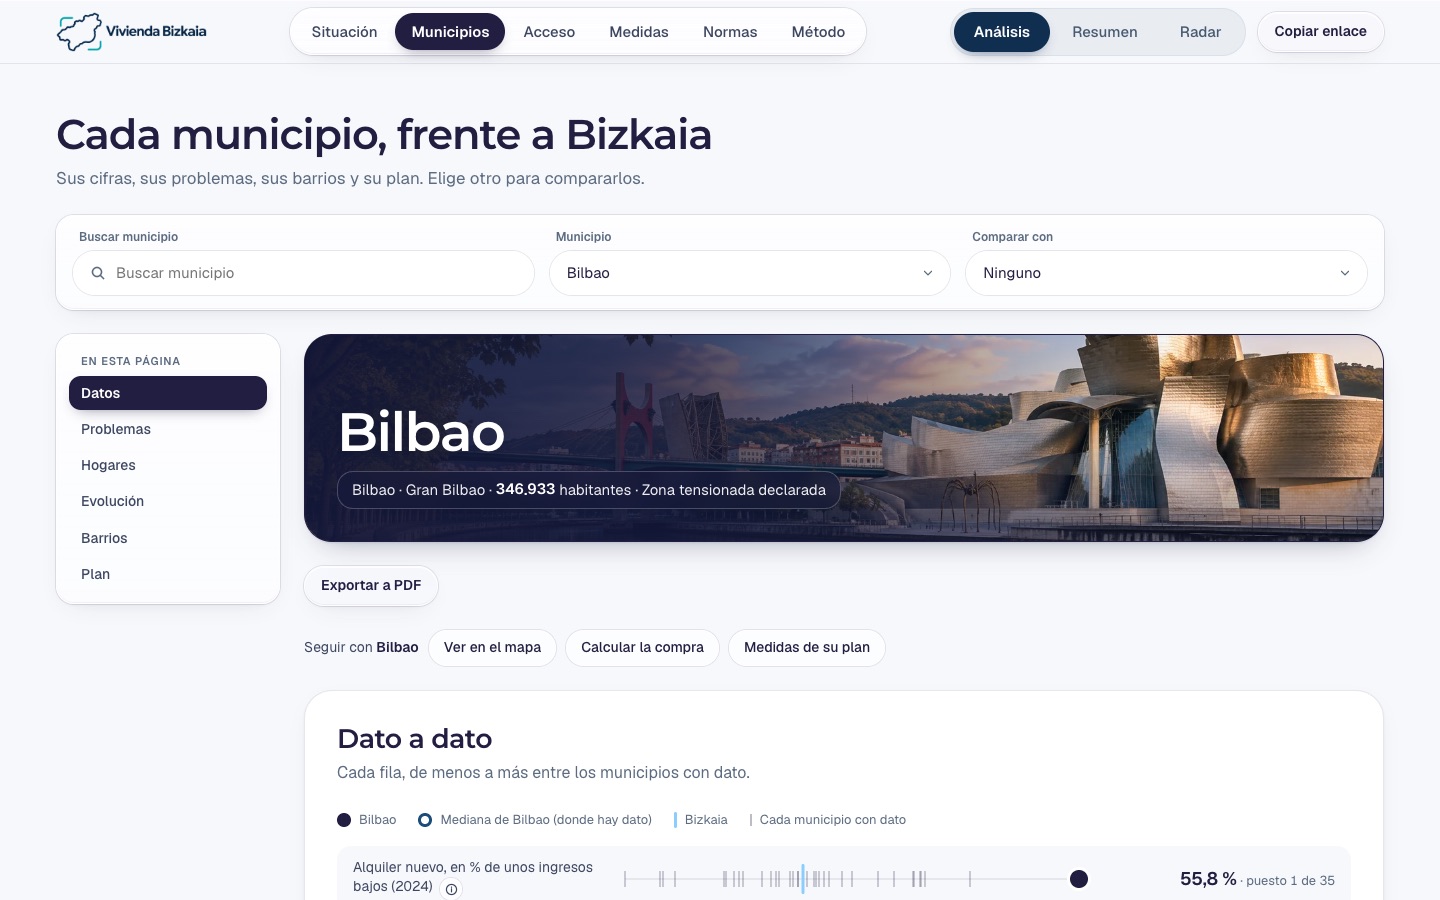 Vivienda Bizkaia
Situación
Municipios
Acceso
Medidas
Normas
Método
Análisis
Resumen
Radar
Copiar enlace
Cada municipio, frente a Bizkaia
Sus cifras, sus problemas, sus barrios y su plan. Elige otro para compararlos.
Buscar municipio
Municipio
Comparar con
Buscar municipio
Bilbao
Ninguno
EN ESTA PÁGINA
Datos
Problemas
Hogares
Evolución
Barrios
Plan
Bilbao
Bilbao · Gran Bilbao · 346.933 habitantes · Zona tensionada declarada
Exportar a PDF
Seguir con Bilbao
Ver en el mapa
Calcular la compra
Medidas de su plan
Dato a dato
Cada fila, de menos a más entre los municipios con dato.
Bilbao
Mediana de Bilbao (donde hay dato)
Bizkaia
Cada municipio con dato
Alquiler nuevo, en % de unos ingresos
bajos (2024)
55,8 % · puesto 1 de 35